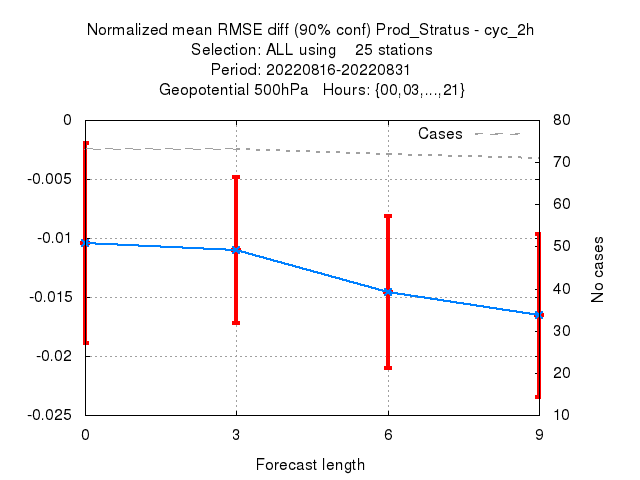 Normalized mean RMSE diff (90% conf) Prod_Stratus - cyc_2h
Selection: ALL using    25 stations
Period: 20220816-20220831
Geopotential 500hPa   Hours: {00,03,...,21}
Cases
0
-0.005
-0.01
-0.015
-0.02
-0.025
80
70
60
50
40
30
20
10
No cases
0 3 6 9
Forecast length